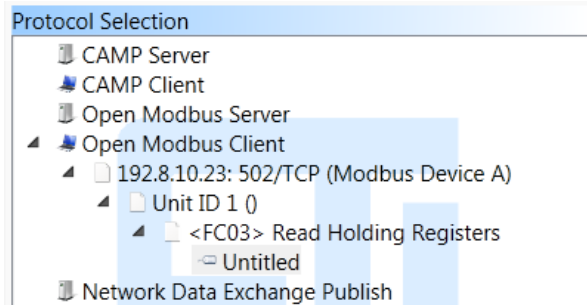 Protocol Selection
CAMP Server
CAMP Client
Open Modbus Server
Open Modbus Client
192.8.10.23: 502/TCP (Modbus Device A)
Unit ID 1 ()
<FC03> Read Holding Registers
Untitled
Network Data Exchange Publish